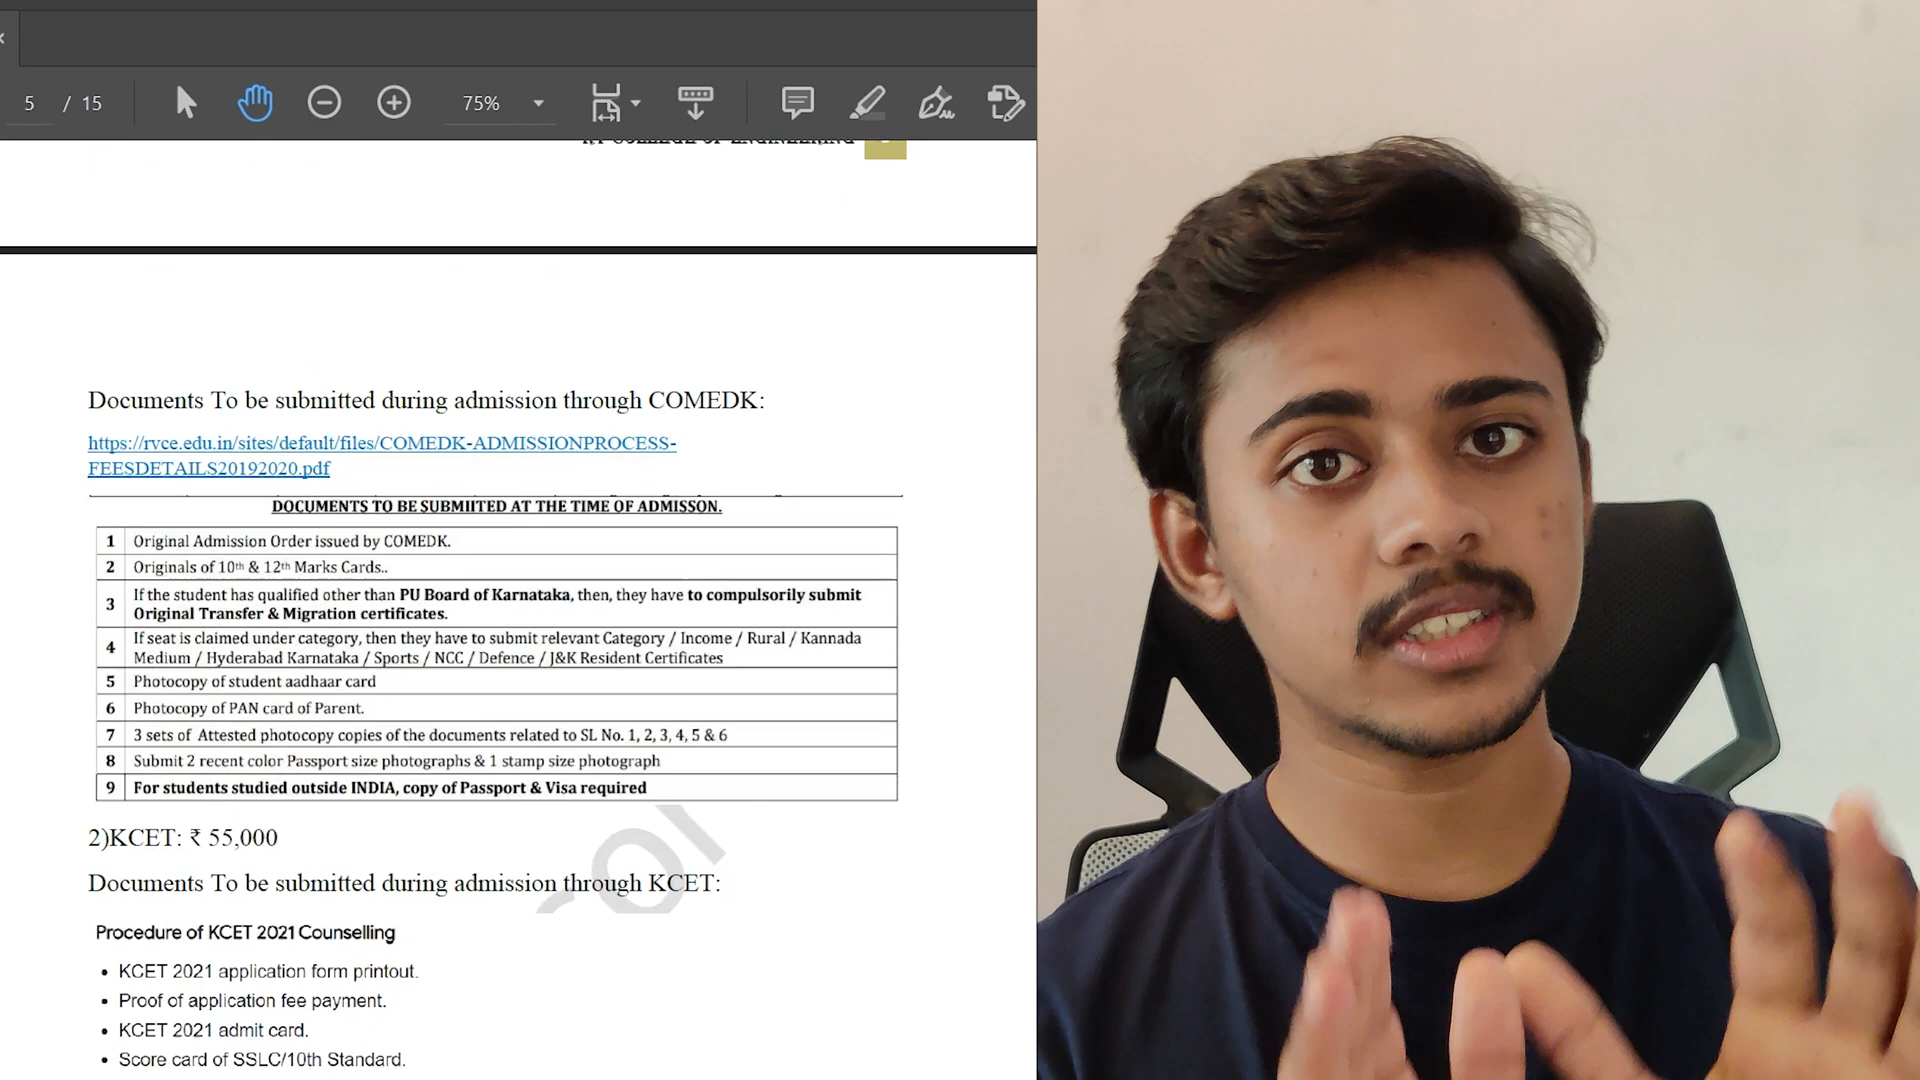 5 / 15
75%
RV COLLEGE OF ENGINEERING
Documents To be submitted during admission through COMEDK:
https://rvce.edu.in/sites/default/files/COMEDK-ADMISSIONPROCESS-
FEESDETAILS20192020.pdf
DOCUMENTS TO BE SUBMIITED AT THE TIME OF ADMISSON.
1 Original Admission Order issued by COMEDK.
2 Originals of 10th & 12th Marks Cards..
3 If the student has qualified other than PU Board of Karnataka, then, they have to compulsorily submit
Original Transfer & Migration certificates.
4 If seat is claimed under category, then they have to submit relevant Category / Income / Rural / Kannada
Medium / Hyderabad Karnataka / Sports / NCC / Defence / J&K Resident Certificates
5 Photocopy of student aadhaar card
6 Photocopy of PAN card of Parent.
7 3 sets of Attested photocopy copies of the documents related to SL No. 1, 2, 3, 4, 5 & 6
8 Submit 2 recent color Passport size photographs & 1 stamp size photograph
9 For students studied outside INDIA, copy of Passport & Visa required
2)KCET: ₹ 55,000
Documents To be submitted during admission through KCET:
Procedure of KCET 2021 Counselling
• KCET 2021 application form printout.
• Proof of application fee payment.
• KCET 2021 admit card.
• Score card of SSLC/10th Standard.